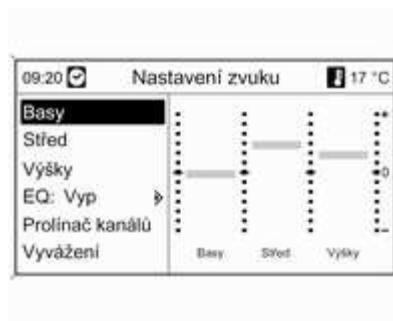 09:20 Nastavení zvuku 17 °C
Basy
Střed
Výšky
EQ: Vyp
Prolínač kanálů
Vyvážení
+
0
–
Basy Střed Výšky